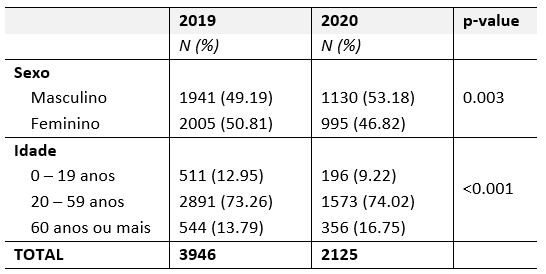 2019 2020 p-value
N (%) N (%)
Sexo
Masculino 1941 (49.19) 1130 (53.18) 0.003
Feminino 2005 (50.81) 995 (46.82)
Idade
0 – 19 anos 511 (12.95) 196 (9.22)
20 – 59 anos 2891 (73.26) 1573 (74.02) <0.001
60 anos ou mais 544 (13.79) 356 (16.75)
TOTAL 3946 2125